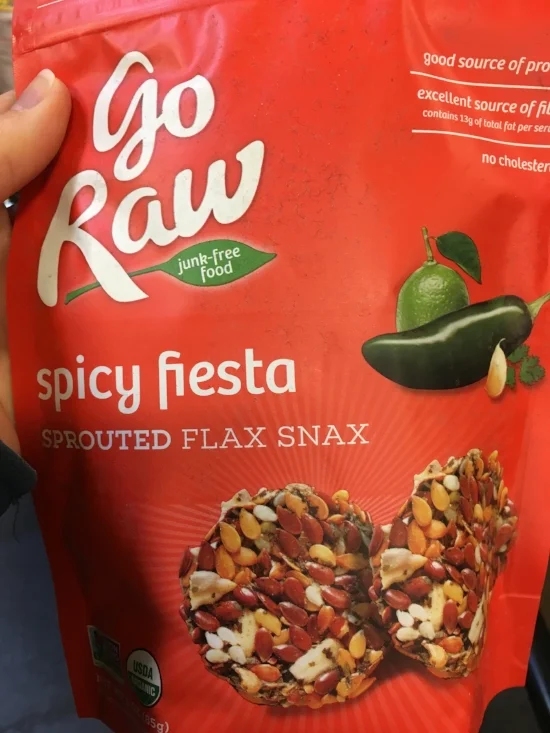 Go
Raw
junk-free
food
good source of pro
excellent source of fi
contains 13g of total fat per ser
no cholester
spicy fiesta
SPROUTED FLAX SNAX
USDA
ORGANIC